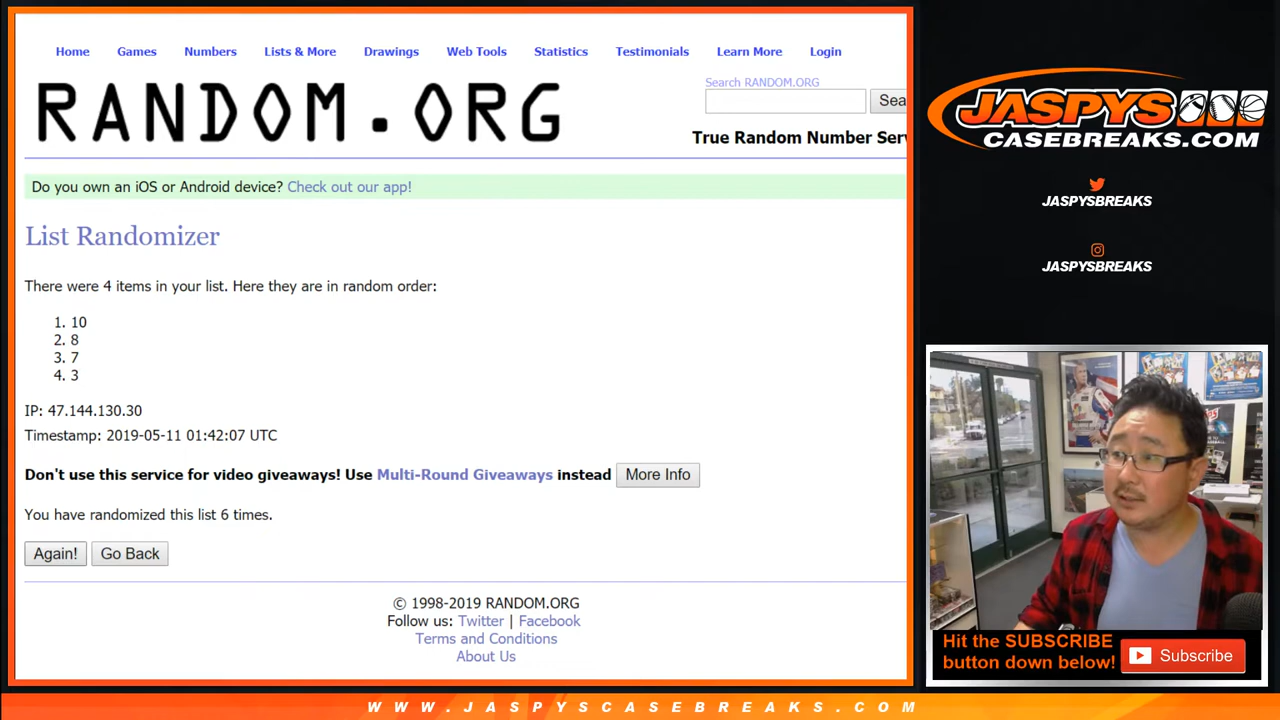 Home Games Numbers Lists & More Drawings Web Tools Statistics Testimonials Learn More Login
RANDOM.ORG
Search RANDOM.ORG
Sea
True Random Number Serv
Do you own an iOS or Android device? Check out our app!
List Randomizer
There were 4 items in your list. Here they are in random order:
1. 10
2. 8
3. 7
4. 3
IP: 47.144.130.30
Timestamp: 2019-05-11 01:42:07 UTC
Don't use this service for video giveaways! Use Multi-Round Giveaways instead More Info
You have randomized this list 6 times.
Again! Go Back
© 1998-2019 RANDOM.ORG
Follow us: Twitter | Facebook
Terms and Conditions
About Us
JASPYS
CASEBREAKS.COM
JASPYSBREAKS
JASPYSBREAKS
Hit the SUBSCRIBE
button down below!
Subscribe
WWW.JASPYSCASEBREAKS.COM